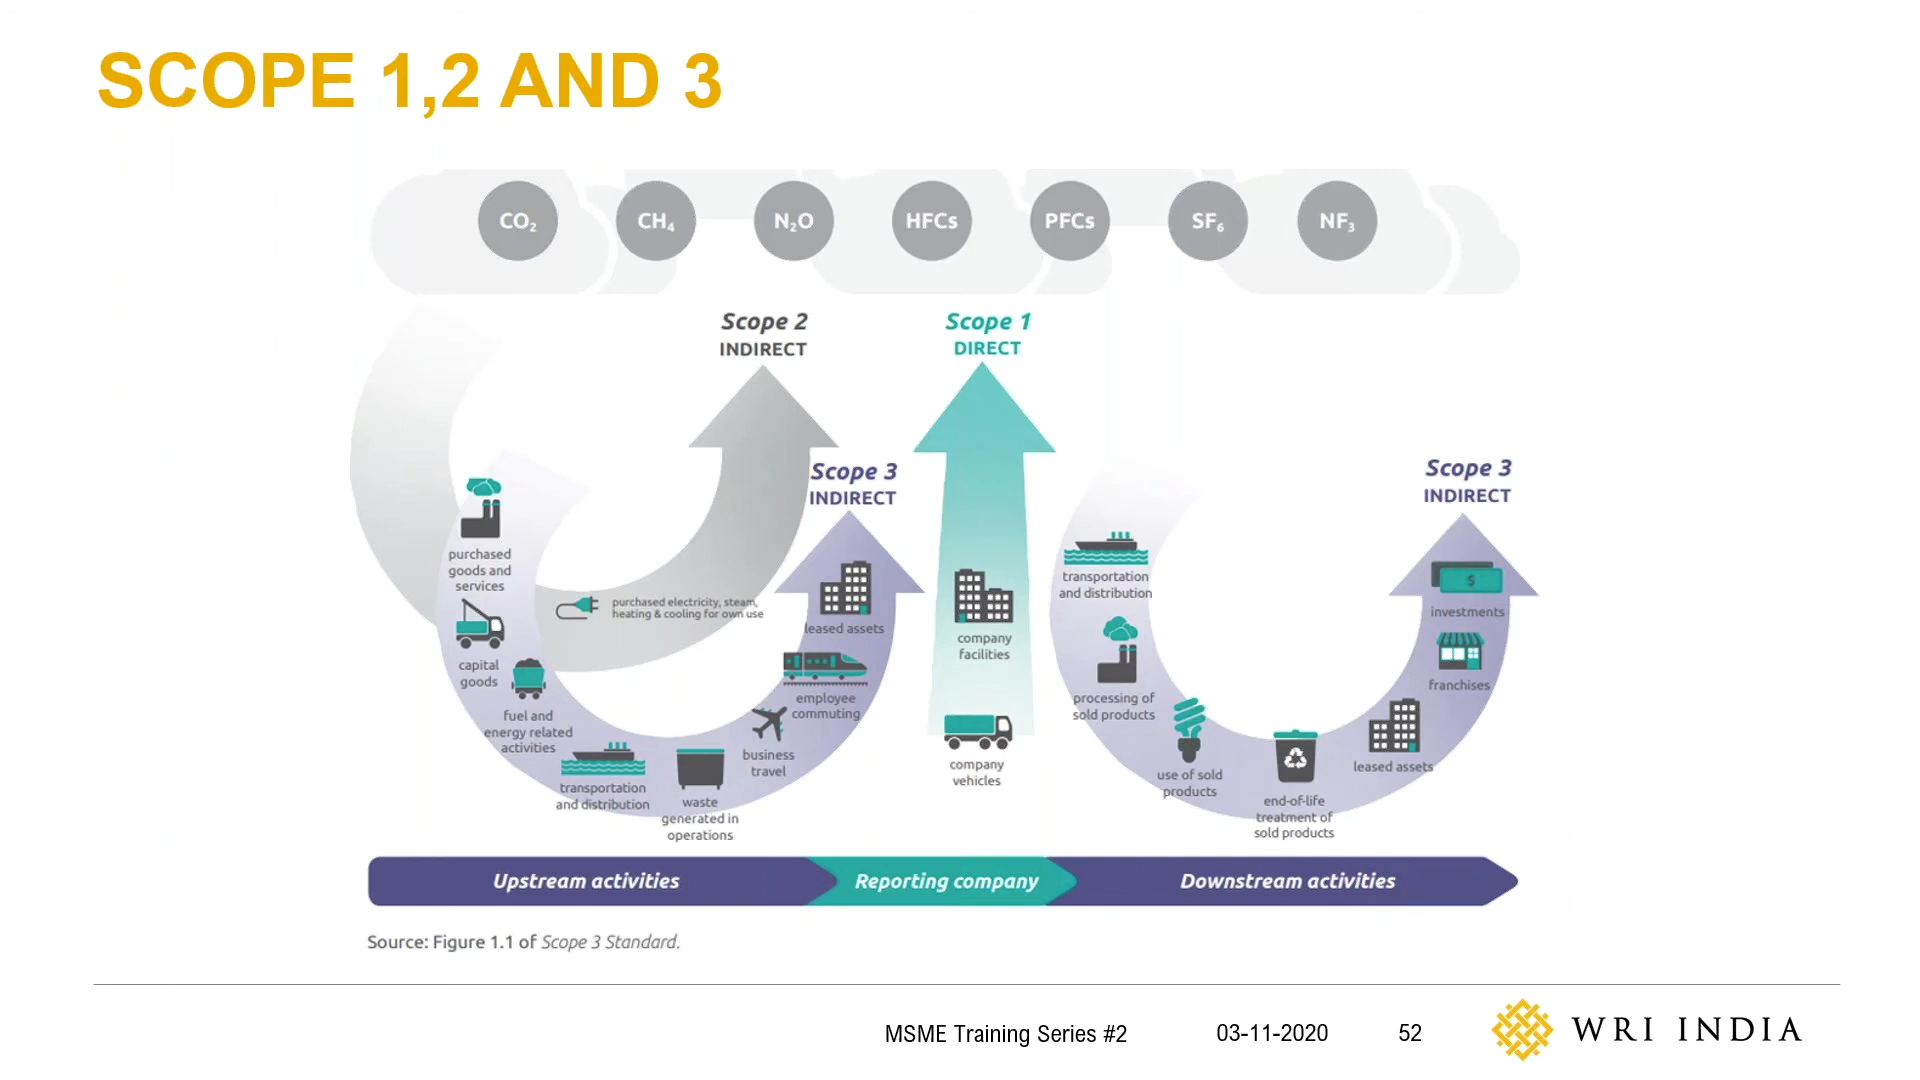 SCOPE 1,2 AND 3
CO₂ CH₄ N₂O HFCs PFCs SF₆ NF₃
Scope 2
INDIRECT
Scope 1
DIRECT
Scope 3
INDIRECT
Scope 3
INDIRECT
purchased
goods and
services
capital
goods
fuel and
energy related
activities
transportation
and distribution
waste
generated in
operations
business
travel
employee
commuting
leased assets
purchased electricity, steam,
heating & cooling for own use
company
facilities
company
vehicles
transportation
and distribution
processing of
sold products
use of sold
products
end-of-life
treatment of
sold products
leased assets
franchises
investments
$
Upstream activities
Reporting company
Downstream activities
Source: Figure 1.1 of Scope 3 Standard.
MSME Training Series #2
03-11-2020
52
WRI INDIA